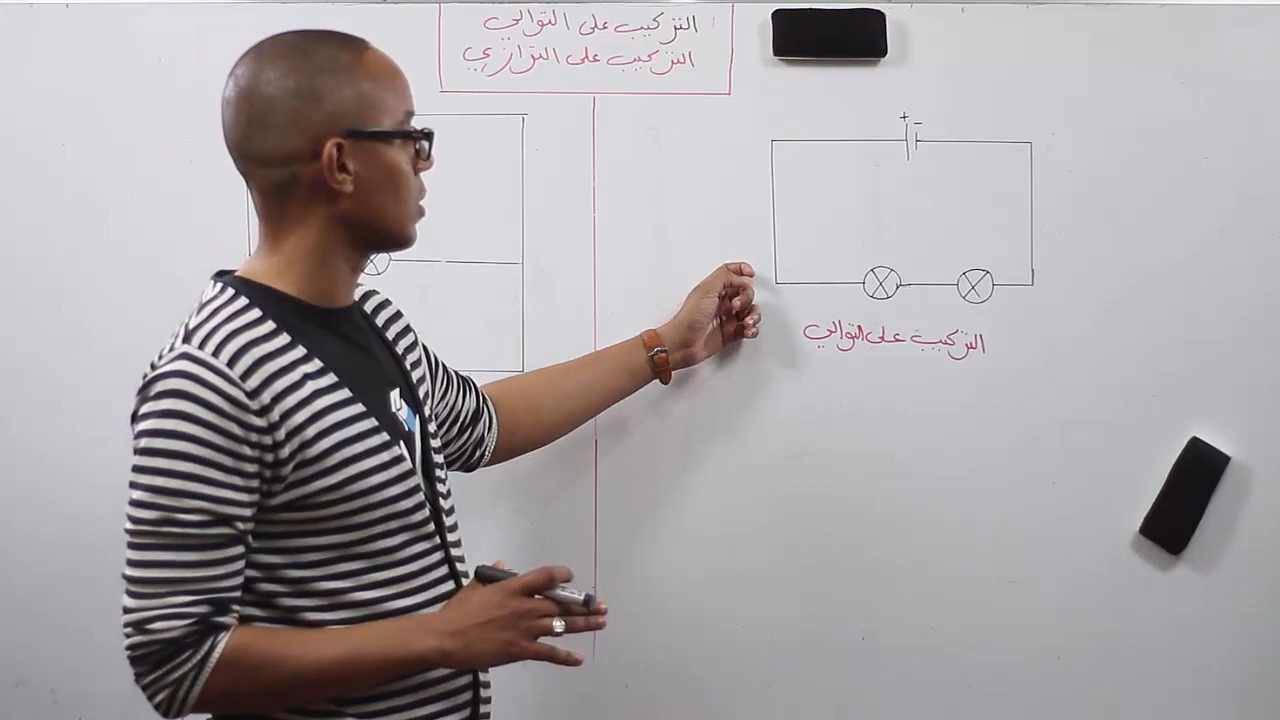 التركيب على التوالي
التركيب على التوازي
+ -
التركيب على التوالي